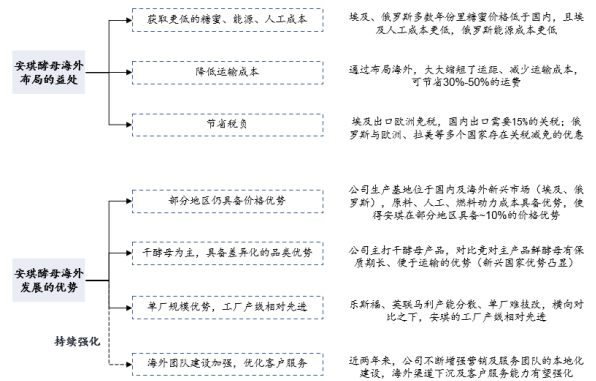 获取更低的糖蜜、能源、人工成本
埃及、俄罗斯多数年份里糖蜜价格低于国内，且埃
及人工成本更低，俄罗斯能源成本更低
安琪酵母海外
布局的益处
降低运输成本
通过布局海外，大大缩短了运距、减少运输成本，
可节省30%-50%的运费
节省税负
埃及出口欧洲免税，国内出口需要15%的关税；俄
罗斯与欧洲、拉美等多个国家存在关税减免的优惠
部分地区仍具备价格优势
公司生产基地位于国内及海外新兴市场（埃及、俄
罗斯），原料、人工、燃料动力成本具备优势，使
得安琪在部分地区具备~10%的价格优势
干酵母为主，具备差异化的品类优势
公司主打干酵母产品，对比竞对主产品鲜酵母有保
质期长、便于运输的优势（新兴国家优势凸显）
安琪酵母海外
发展的优势
单厂规模优势，工厂产线相对先进
乐斯福、英联马利产能分散、单厂难技改，横向对
比之下，安琪的工厂产线相对先进
持续强化
海外团队建设加强，优化客户服务
近两年来，公司不断增强营销及服务团队的本地化
建设，海外渠道下沉及客户服务能力有望强化